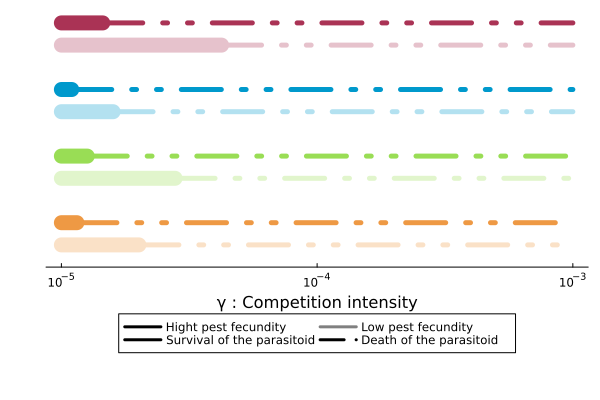 10⁻⁵ 10⁻⁴ 10⁻³
γ : Competition intensity
Hight pest fecundity Low pest fecundity
Survival of the parasitoid Death of the parasitoid